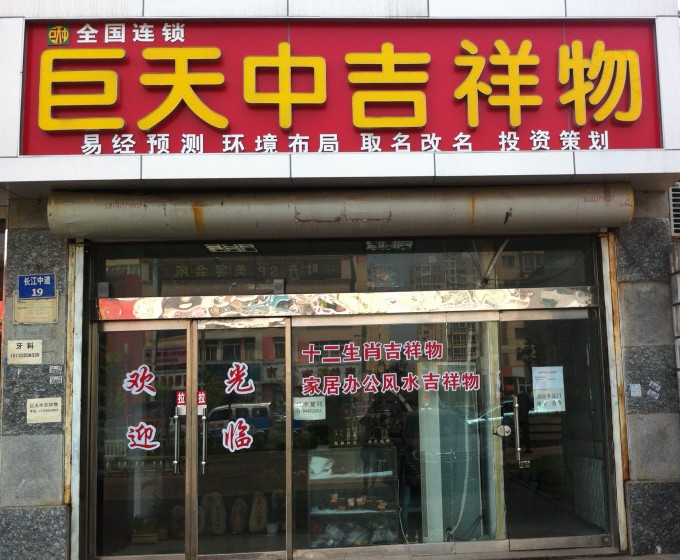 全国连锁
巨天中吉祥物
易经预测 环境布局 取名改名 投资策划
长江中道
19
牙科
巨天中吉祥物
欢迎
光临
拉
拉
十二生肖吉祥物
家居办公风水吉祥物